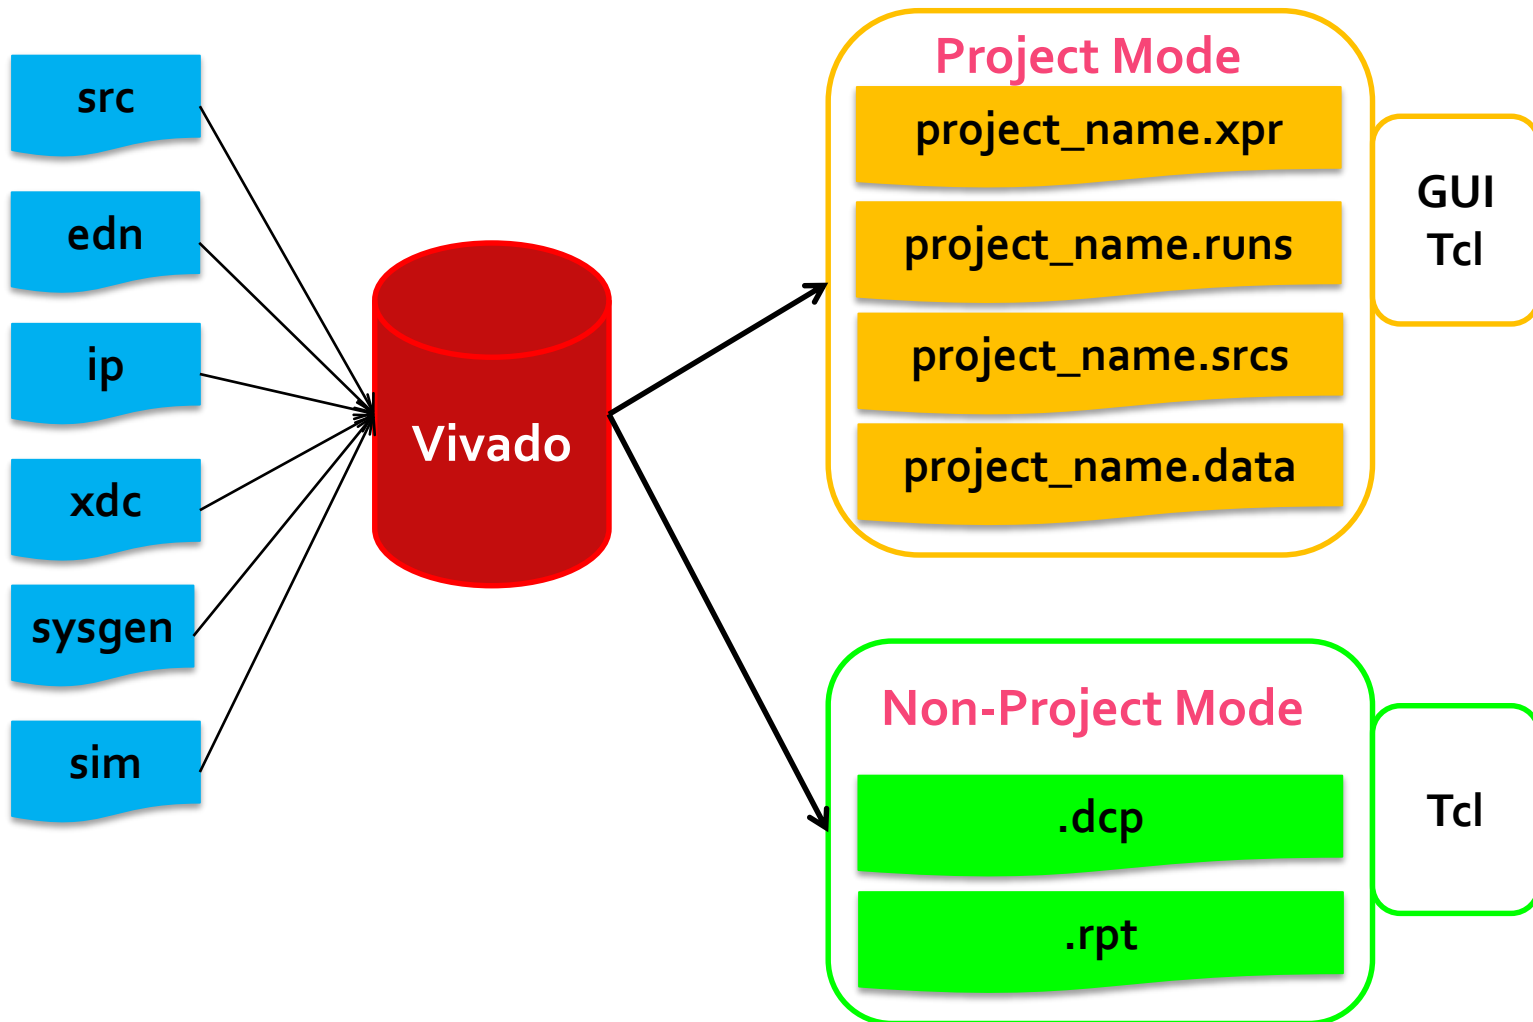 src
edn
ip
xdc
sysgen
sim
Vivado
Project Mode
project_name.xpr
project_name.runs
project_name.srcs
project_name.data
GUI
Tcl
Non-Project Mode
.dcp
.rpt
Tcl